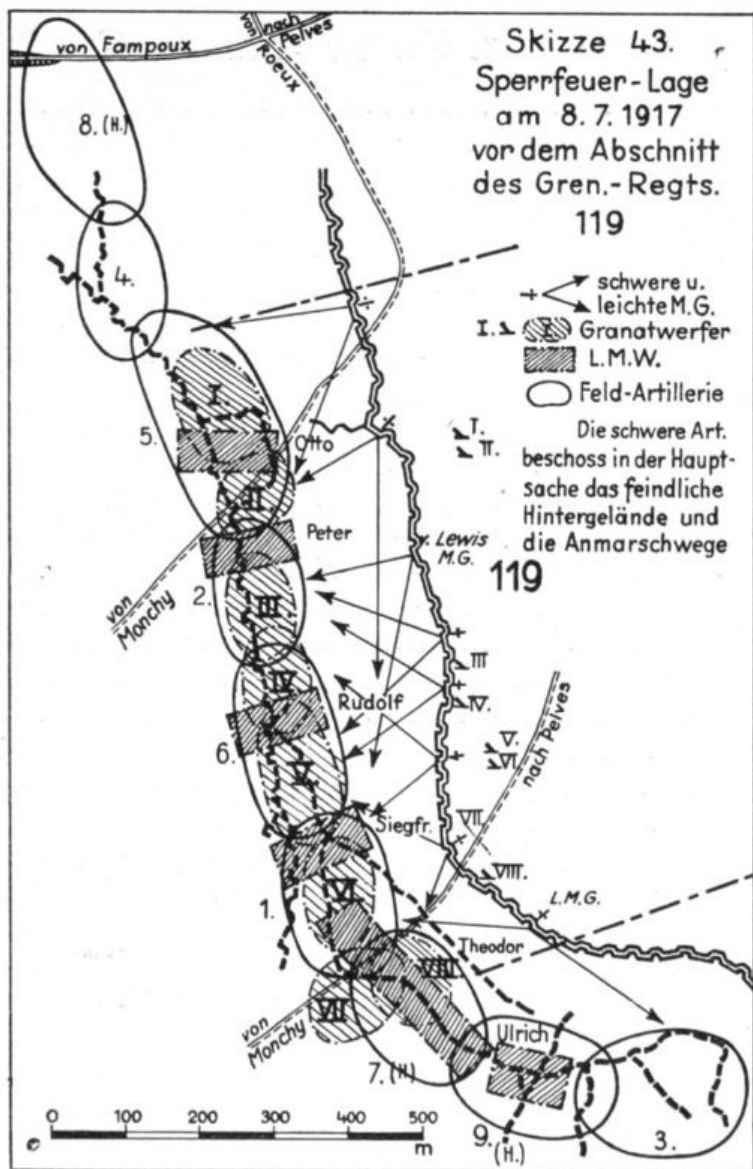 von Fampoux
nach Pelves
von Roeux
8. (H.)
4.
Skizze 43.
Sperrfeuer-Lage
am 8.7.1917
vor dem Abschnitt
des Gren.-Regts.
119
schwere u.
leichte M.G.
I. I. Granatwerfer
L.M.W.
Feld-Artillerie
Die schwere Art.
beschoss in der Haupt-
sache das feindliche
Hintergelände und
die Anmarschwege
I.
5.
Otto
I.
II.
II
Peter
Lewis
M.G.
119
von
Monchy
2.
III
III
IV
Rudolf
IV.
6.
V
V.
VI.
nach Pelves
Siegfr.
VII.
VIII.
VI
1.
L.M.G.
Theodor
VIII
VII
von
Monchy
Ulrich
7. (H)
9.
(H.)
3.
0 100 200 300 400 500
m